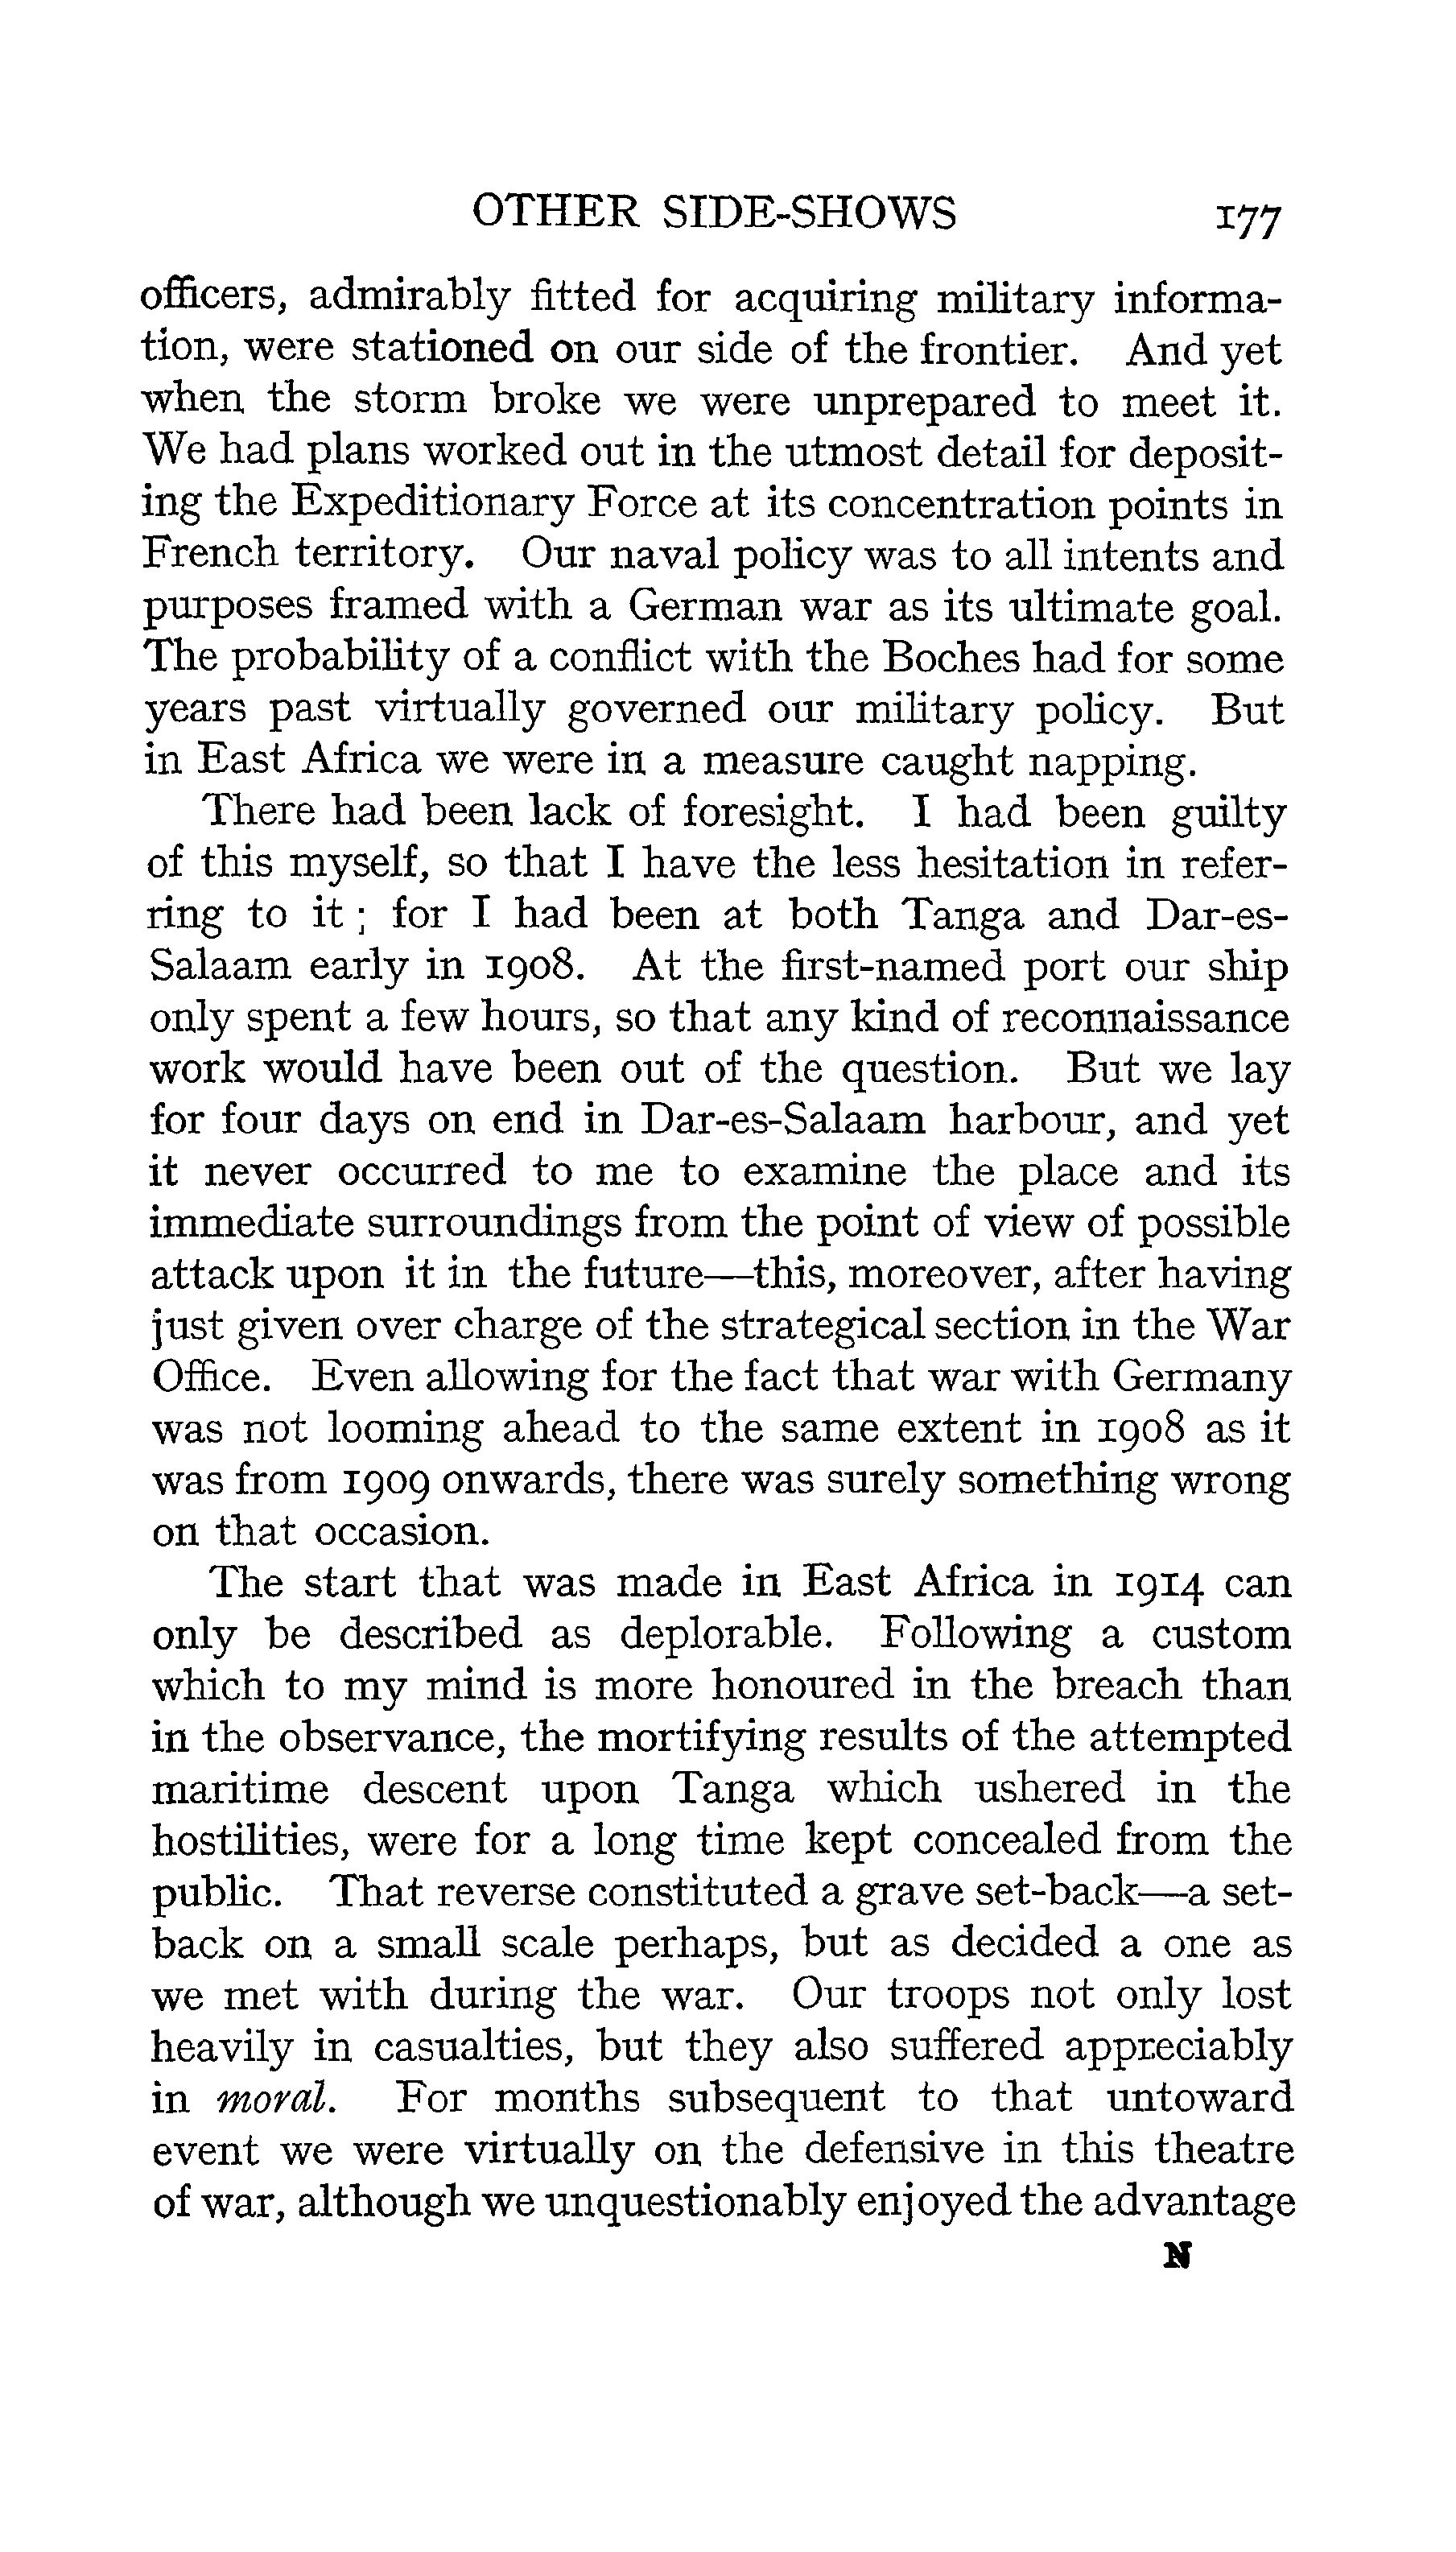 OTHER SIDE-SHOWS 177
officers, admirably fitted for acquiring military informa-
tion, were stationed on our side of the frontier. And yet
when the storm broke we were unprepared to meet it.
We had plans worked out in the utmost detail for deposit-
ing the Expeditionary Force at its concentration points in
French territory. Our naval policy was to all intents and
purposes framed with a German war as its ultimate goal.
The probability of a conflict with the Boches had for some
years past virtually governed our military policy. But
in East Africa we were in a measure caught napping.
There had been lack of foresight. I had been guilty
of this myself, so that I have the less hesitation in refer-
ring to it ; for I had been at both Tanga and Dar-es-
Salaam early in 1908. At the first-named port our ship
only spent a few hours, so that any kind of reconnaissance
work would have been out of the question. But we lay
for four days on end in Dar-es-Salaam harbour, and yet
it never occurred to me to examine the place and its
immediate surroundings from the point of view of possible
attack upon it in the future—this, moreover, after having
just given over charge of the strategical section in the War
Office. Even allowing for the fact that war with Germany
was not looming ahead to the same extent in 1908 as it
was from 1909 onwards, there was surely something wrong
on that occasion.
The start that was made in East Africa in 1914 can
only be described as deplorable. Following a custom
which to my mind is more honoured in the breach than
in the observance, the mortifying results of the attempted
maritime descent upon Tanga which ushered in the
hostilities, were for a long time kept concealed from the
public. That reverse constituted a grave set-back—a set-
back on a small scale perhaps, but as decided a one as
we met with during the war. Our troops not only lost
heavily in casualties, but they also suffered appreciably
in moral. For months subsequent to that untoward
event we were virtually on the defensive in this theatre
of war, although we unquestionably enjoyed the advantage
N